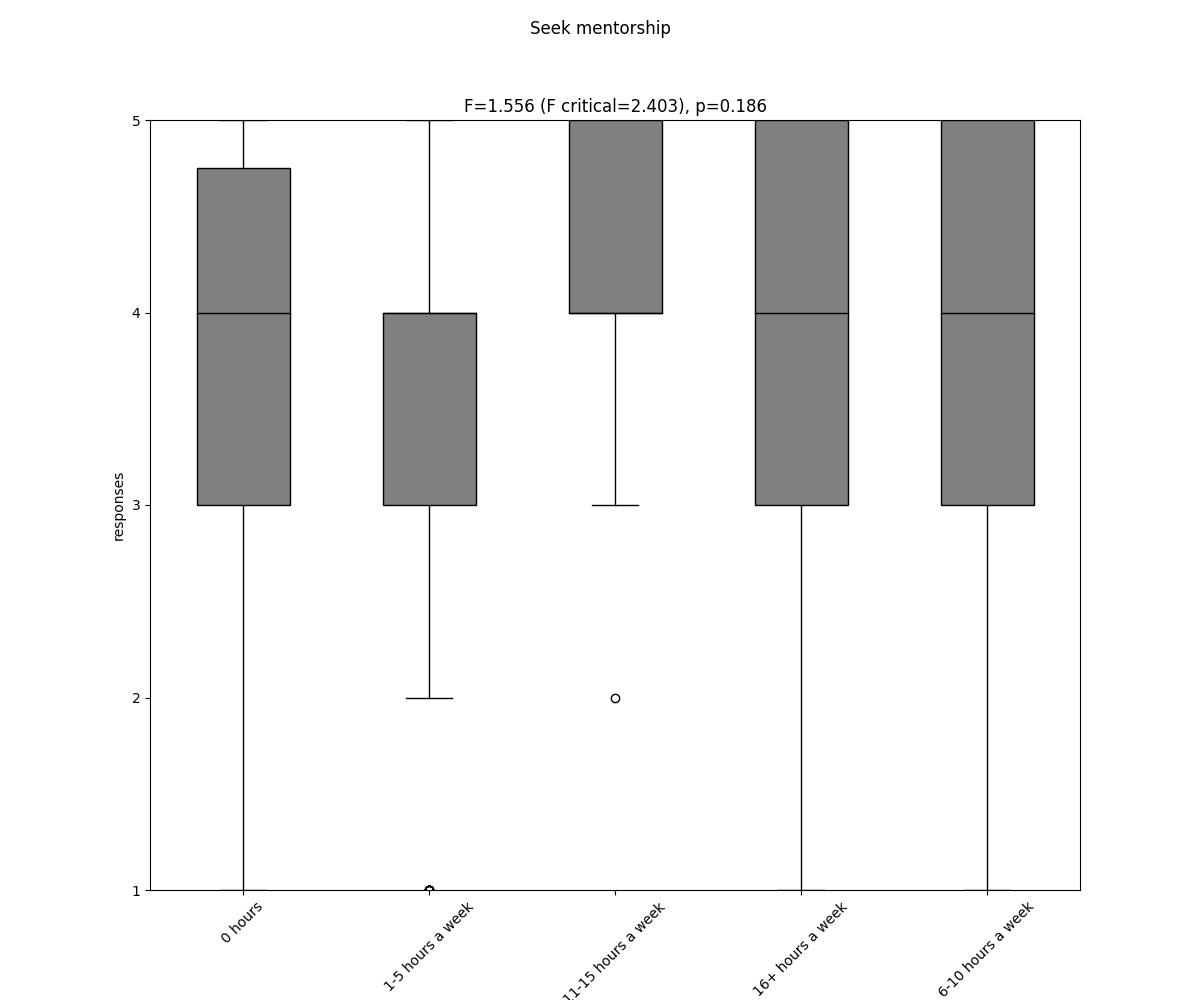 Seek mentorship
F=1.556 (F critical=2.403), p=0.186
5
4
3
2
1
responses
0 hours
1-5 hours a week
11-15 hours a week
16+ hours a week
6-10 hours a week